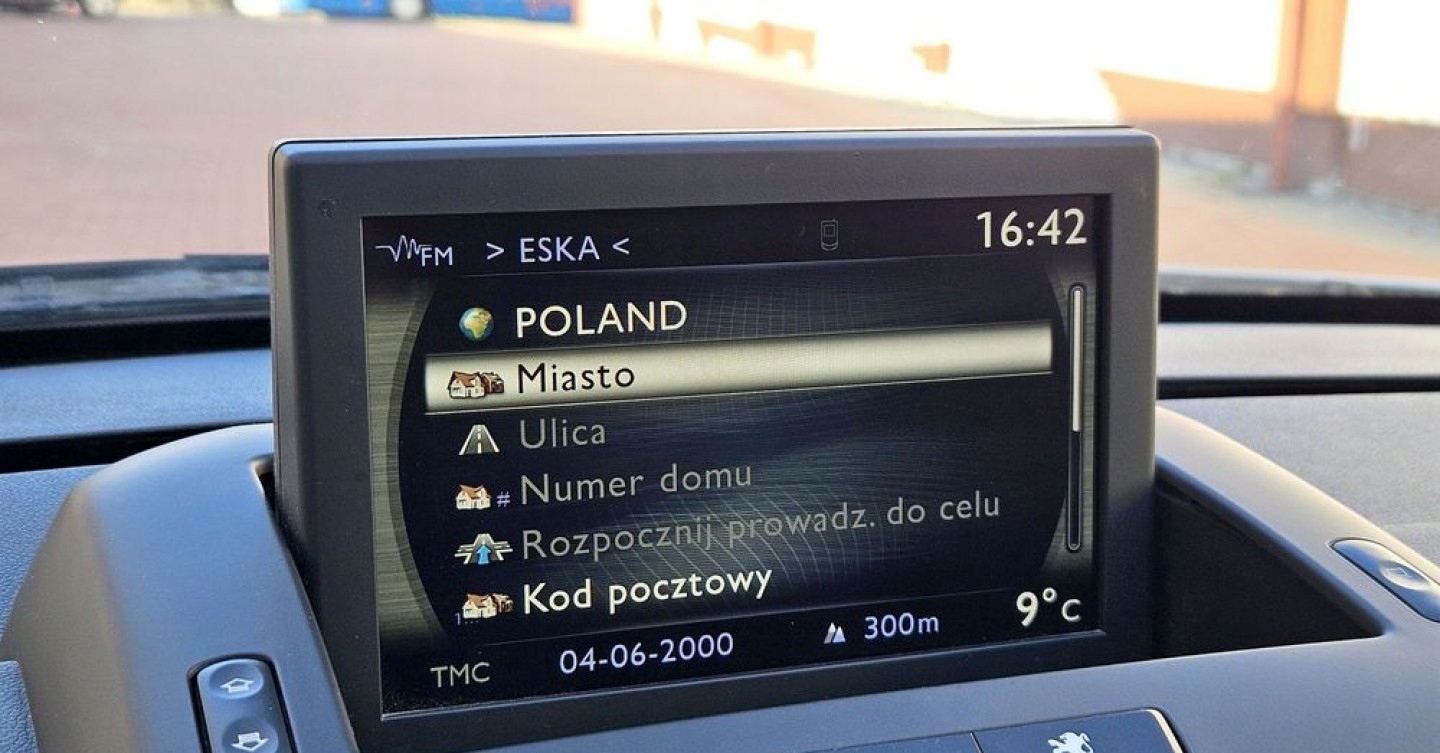 FM > ESKA < 16:42
POLAND
Miasto
Ulica
# Numer domu
Rozpocznij prowadz. do celu
Kod pocztowy
9°C
TMC 04-06-2000 300m